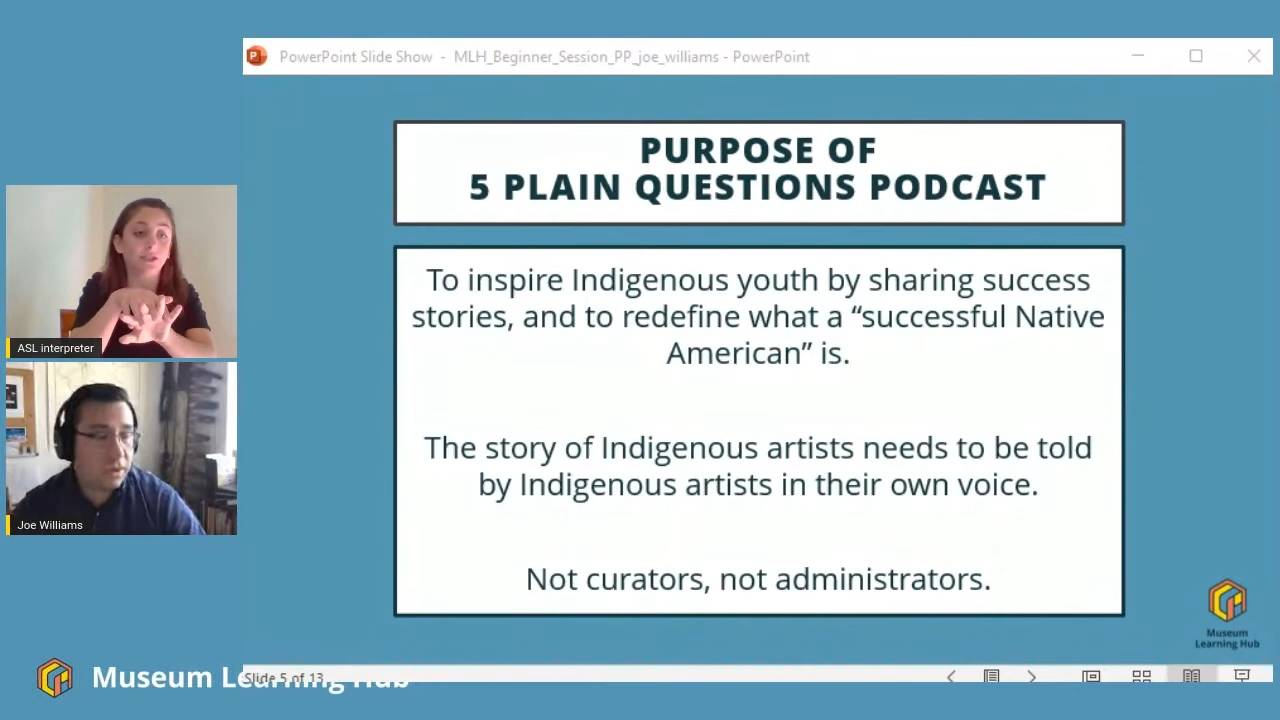 PowerPoint Slide Show - MLH_Beginner_Session_PP_joe_williams - PowerPoint
PURPOSE OF
5 PLAIN QUESTIONS PODCAST
To inspire Indigenous youth by sharing success
stories, and to redefine what a “successful Native
American” is.
The story of Indigenous artists needs to be told
by Indigenous artists in their own voice.
Not curators, not administrators.
ASL interpreter
Joe Williams
Museum
Learning Hub
Museum Learning Hub
Slide 5 of 13